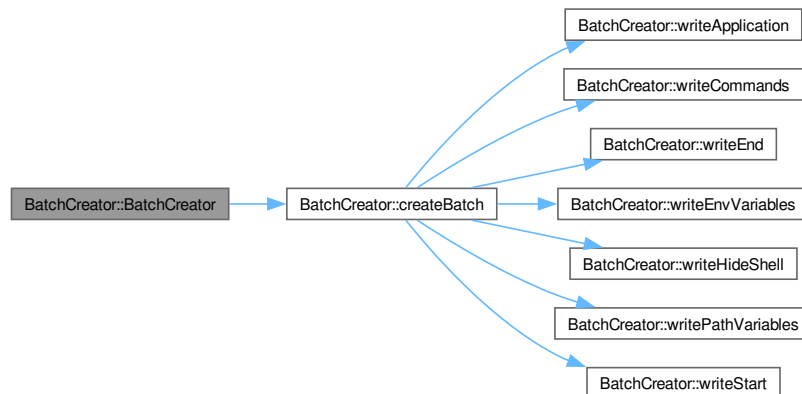 BatchCreator::writeApplication
BatchCreator::writeCommands
BatchCreator::writeEnd
BatchCreator::BatchCreator
BatchCreator::createBatch
BatchCreator::writeEnvVariables
BatchCreator::writeHideShell
BatchCreator::writePathVariables
BatchCreator::writeStart